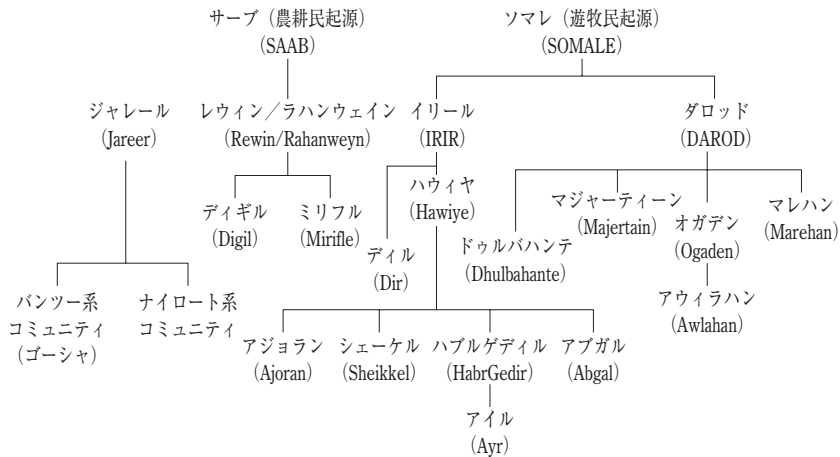 サーブ（農耕民起源）
(SAAB)
ソマレ（遊牧民起源）
(SOMALE)
ジャレール
(Jareer)
レウィン／ラハンウェイン
(Rewin/Rahanweyn)
イリール
(IRIR)
ダロッド
(DAROD)
ディギル
(Digil)
ミリフル
(Mirifle)
ディル
(Dir)
ハウィヤ
(Hawiye)
ドゥルバハンテ
(Dhulbahante)
マジャーティーン
(Majertain)
オガデン
(Ogaden)
マレハン
(Marehan)
アウィラハン
(Awlahan)
バンツー系
コミュニティ
(ゴーシャ)
ナイロート系
コミュニティ
アジョラン
(Ajoran)
シェーケル
(Sheikkel)
ハブルゲディル
(HabrGedir)
アブガル
(Abgal)
アイル
(Ayr)